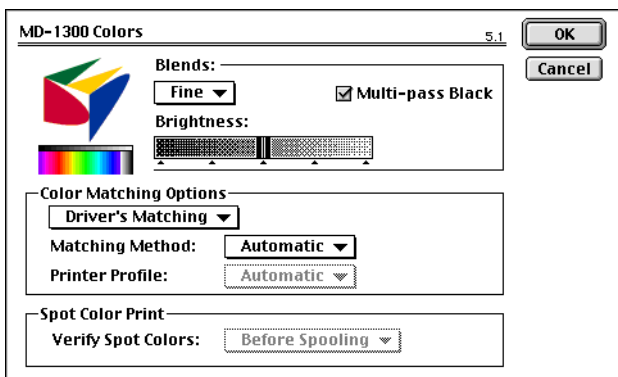 MD-1300 Colors
5.1
OK
Cancel
Blends:
Fine
Multi-pass Black
Brightness:
Color Matching Options
Driver's Matching
Matching Method: Automatic
Printer Profile: Automatic
Spot Color Print
Verify Spot Colors: Before Spooling